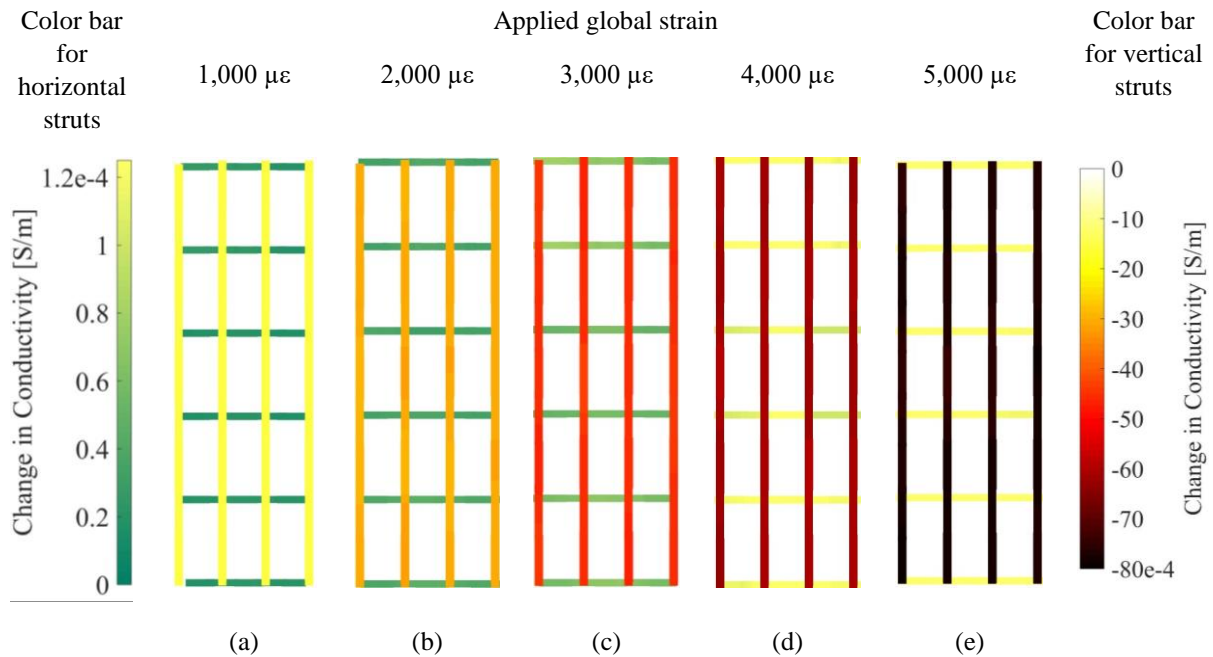 Color bar
for
horizontal
struts
Applied global strain
1,000 µε
2,000 µε
3,000 µε
4,000 µε
5,000 µε
Color bar
for vertical
struts
Change in Conductivity [S/m]
1.2e-4
1
0.8
0.6
0.4
0.2
0
0
-10
-20
-30
-40
-50
-60
-70
-80e-4
Change in Conductivity [S/m]
(a)
(b)
(c)
(d)
(e)